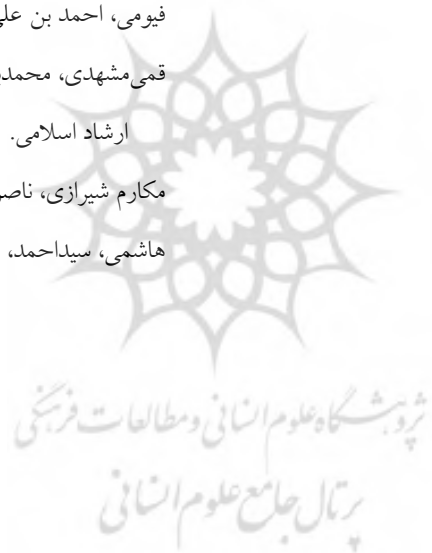 فیومی، احمد بن علی
قمی‌مشهدی، محمد
ارشاد اسلامی.
مکارم شیرازی، ناصر
هاشمی، سیداحمد،
پژوهشگاه علوم انسانی و مطالعات فرهنگی
پرتال جامع علوم انسانی